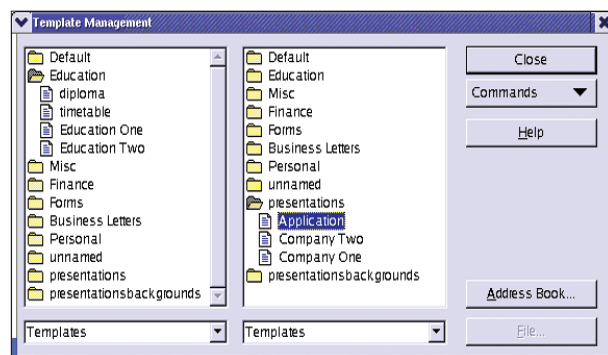 Template Management
Default
Education
diploma
timetable
Education One
Education Two
Misc
Finance
Forms
Business Letters
Personal
unnamed
presentations
presentationsbackgrounds
Templates
Default
Education
Misc
Finance
Forms
Business Letters
Personal
unnamed
presentations
Application
Company Two
Company One
presentationsbackgrounds
Templates
Close
Commands
Help
Address Book...
File...